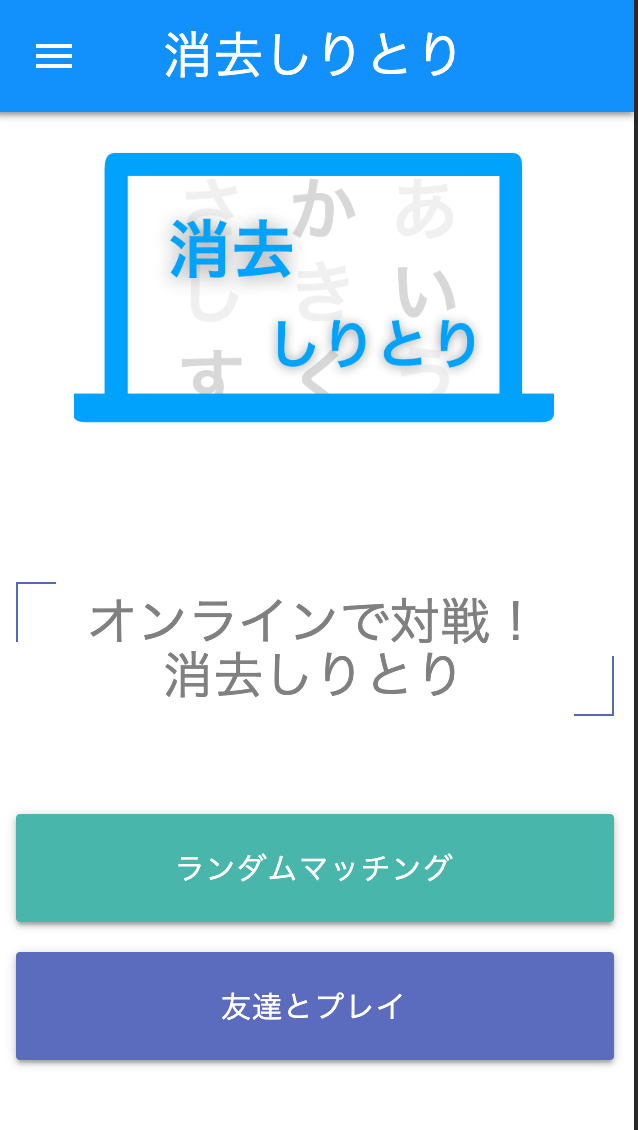 消去しりとり
さ か あ
消去
し き い
しりとり
す く う
オンラインで対戦！
消去しりとり
ランダムマッチング
友達とプレイ